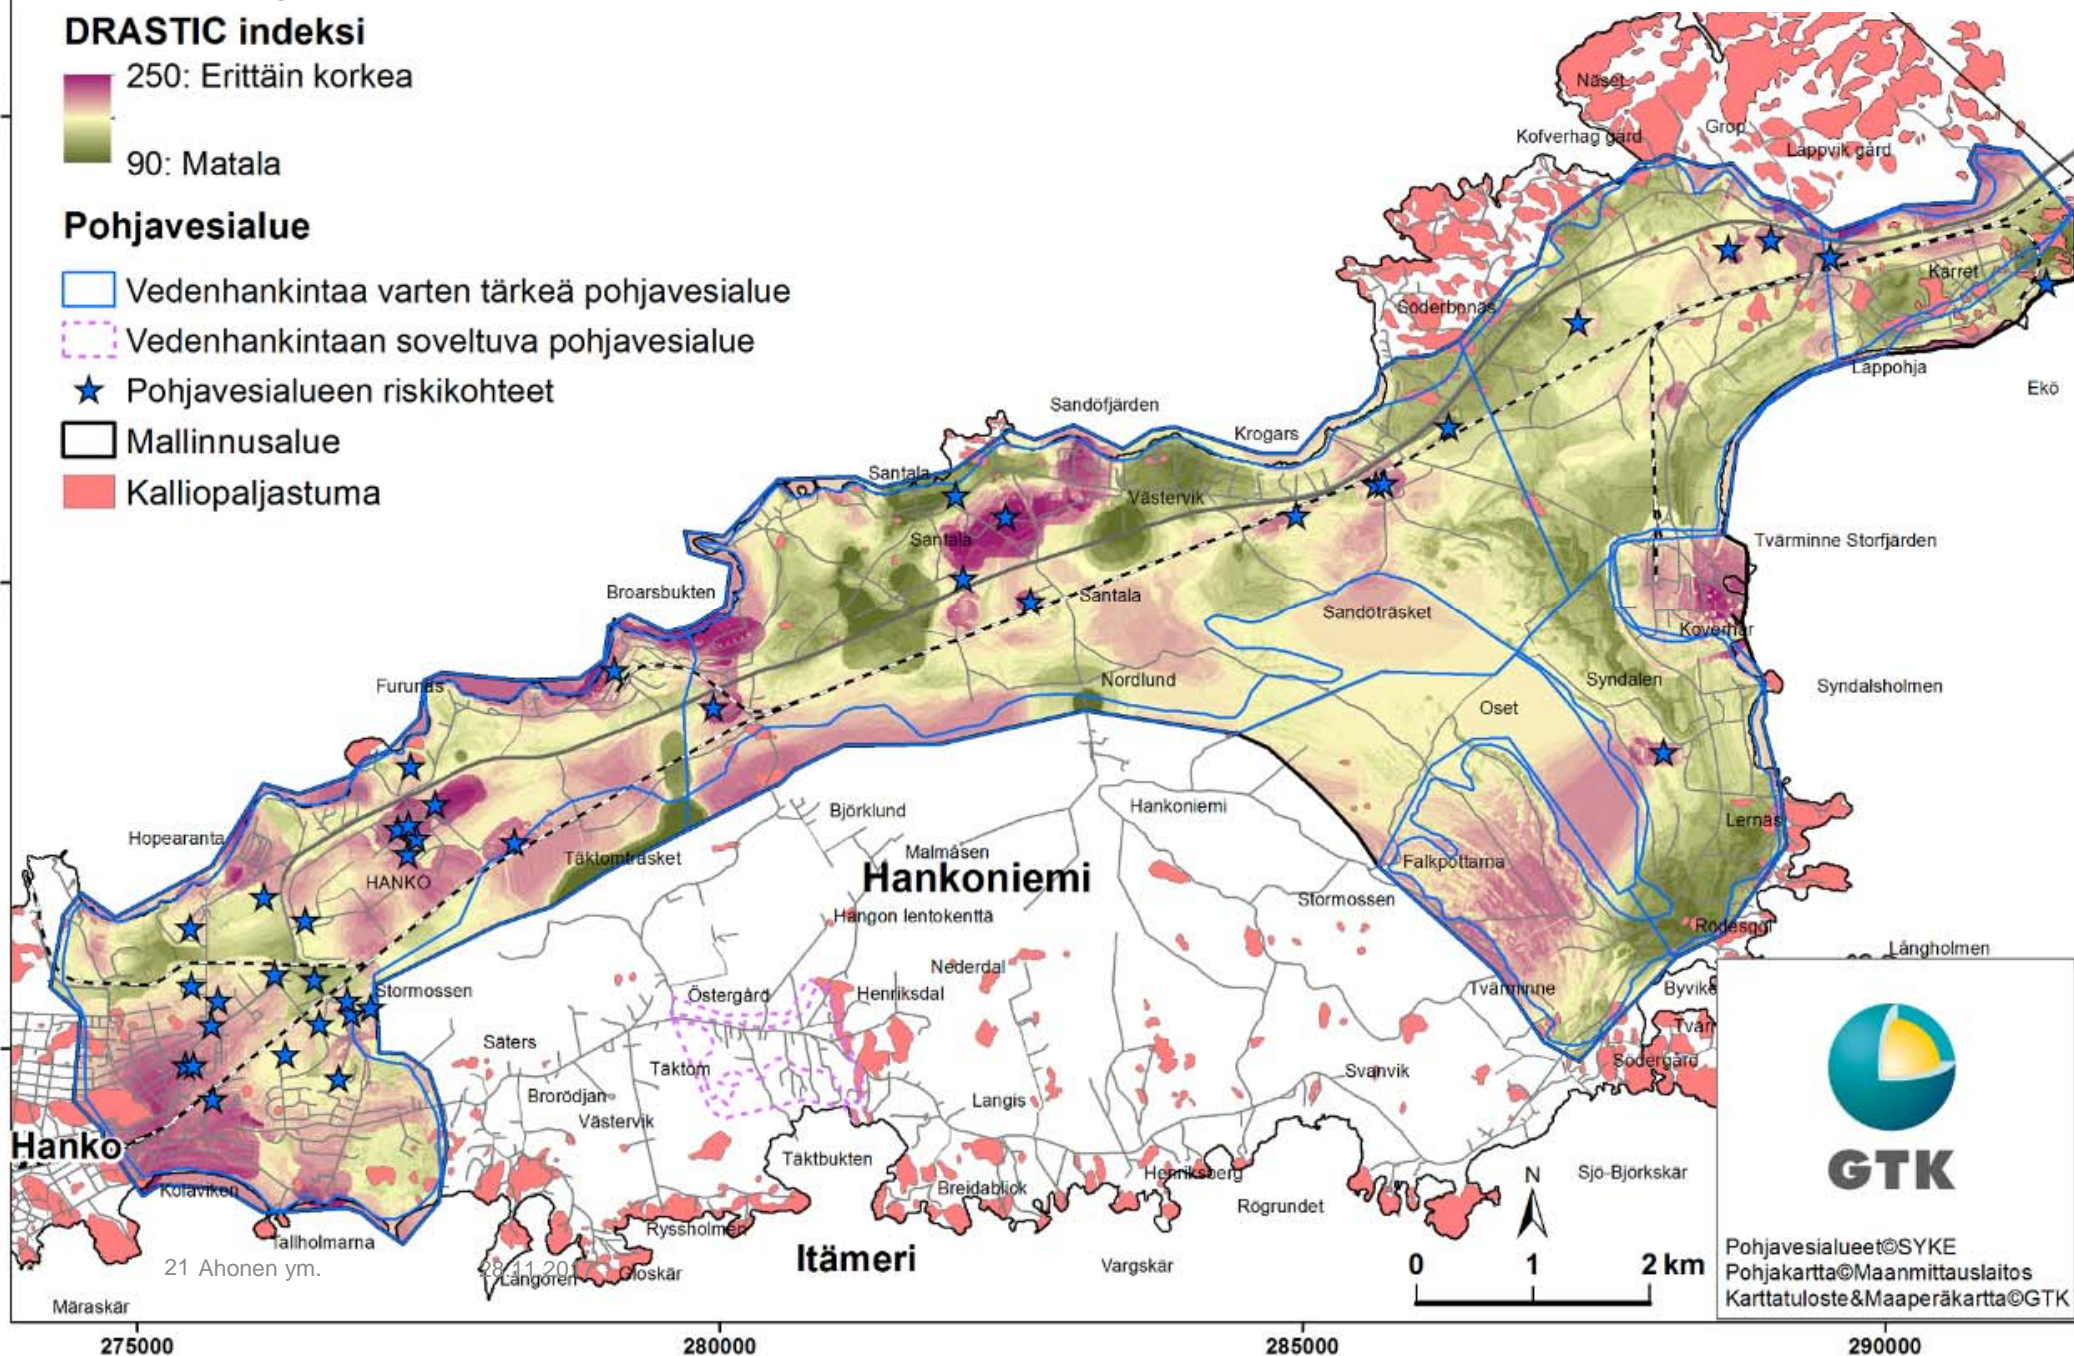 DRASTIC indeksi
250: Erittäin korkea
90: Matala
Pohjavesialue
Vedenhankintaa varten tärkeä pohjavesialue
Vedenhankintaan soveltuva pohjavesialue
Pohjavesialueen riskikohteet
Mallinnusalue
Kalliopaljastuma
Näset
Grop
Kofverhag gård
Lappvik gård
Karret
Söderbonäs
Lappohja
Ekö
Sandöfjärden
Krogars
Santala
Västervik
Santala
Tvärminne Storfjärden
Broarsbukten
Santala
Sandöträsket
Koverhar
Furunäs
Nordlund
Syndalen
Syndalsholmen
Oset
Björklund
Hankoniemi
Lernäs
Hopearanta
Täktomträsket
Malmåsen
Falkpottarna
HANKO
Hankoniemi
Stormossen
Hangon lentokenttä
Långholmen
Nederdal
Stormossen
Östergård
Henriksdal
Tvärminne
Säters
Täktom
Södergård
Svanvik
Brorödjan
Langis
Västervik
Hanko
Täktbukten
Henriksberg
Sjö-Björkskär
N
GTK
Kolaviken
Breidablick
Rögrundet
Ryssholmen
Tallholmarna
Itämeri
Vargskär
0 1 2 km
Pohjavesialueet©SYKE
Pohjakartta©Maanmittauslaitos
Karttatuloste&Maaperäkartta©GTK
21 Ahonen ym.
28.11.2017
Långören
Gloskär
Märaskär
275000 280000 285000 290000